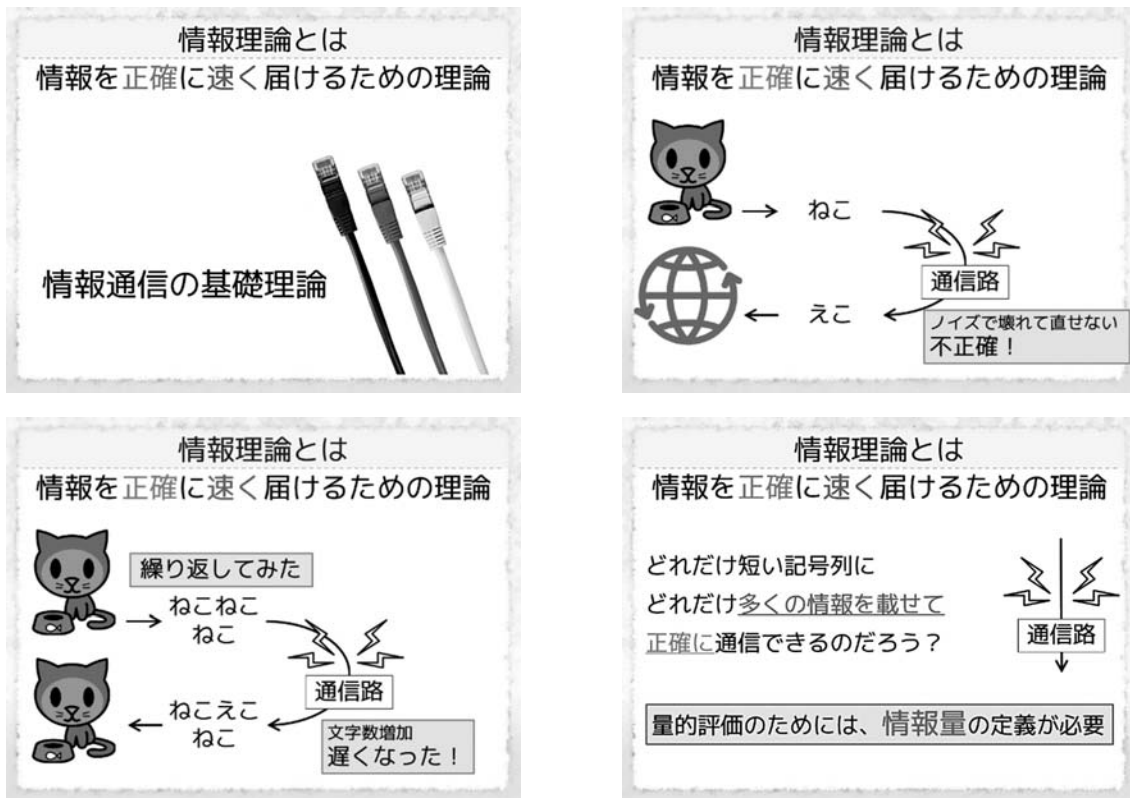 情報理論とは
情報を正確に速く届けるための理論
情報通信の基礎理論
情報理論とは
情報を正確に速く届けるための理論
ねこ
通信路
えこ
ノイズで壊れて直せない
不正確！
情報理論とは
情報を正確に速く届けるための理論
繰り返してみた
ねこねこ
ねこ
通信路
ねこえこ
ねこ
文字数増加
遅くなった！
情報理論とは
情報を正確に速く届けるための理論
どれだけ短い記号列に
どれだけ多くの情報を載せて
正確に通信できるのだろう？
通信路
量的評価のためには、情報量の定義が必要